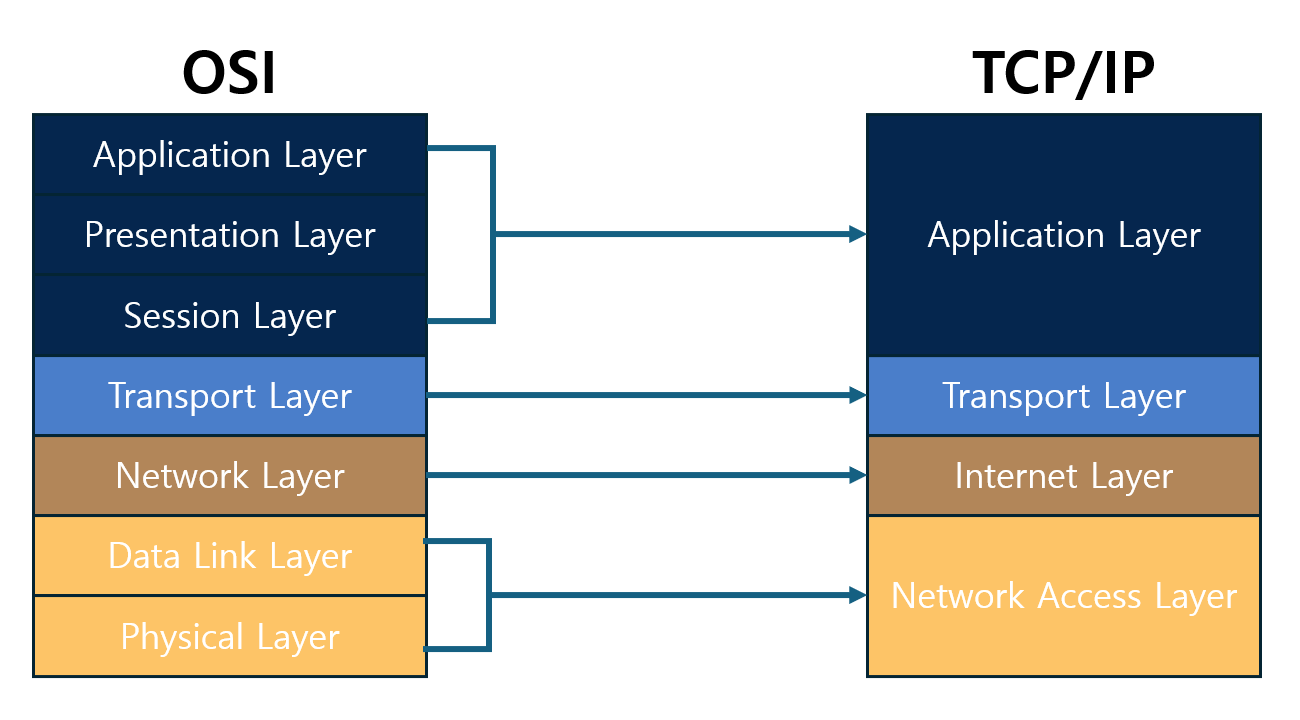 OSI
Application Layer
Presentation Layer
Session Layer
Transport Layer
Network Layer
Data Link Layer
Physical Layer
TCP/IP
Application Layer
Transport Layer
Internet Layer
Network Access Layer